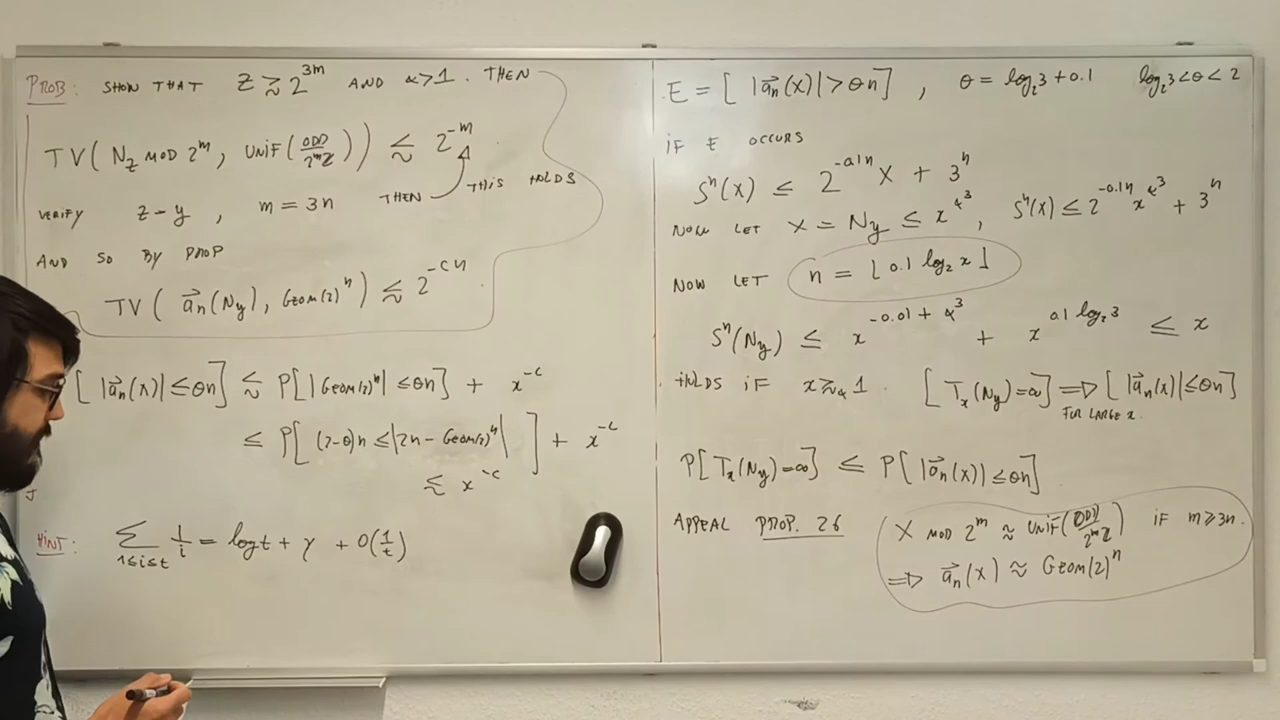 PROB: SHOW THAT Z ≳ 2^{3m} AND α>1. THEN
TV( N_Z MOD 2^m, UNIF(ODD/2^mZ)) ≲ 2^{-m}
VERIFY Z-y, m=3n THEN THIS HOLDS
AND SO BY PROP
TV( a⃗_n(N_y), GEOM(2)^n) ≲ 2^{-cn}
[ |a⃗_n(x)| ≤ θn ] ≲ P[ |GEOM(2)^n| ≤ θn ] + x^{-c}
≤ P[ (2-θ)n ≤ |2n - GEOM(2)^n| ] + x^{-c}
≲ x^{-c}
HINT: Σ_{1≤i≤t} 1/i = log t + γ + O(1/t)
E = [ |a⃗_n(x)| > θn ], θ = log_2 3 + 0.1 log_2 3 < θ < 2
IF E OCCURS
S^n(x) ≤ 2^{-0.1n} X + 3^n
NOW LET X = N_y ≤ x^{α^3}, S^n(x) ≤ 2^{-0.1n} x^{α^3} + 3^n
NOW LET n = ⌊ 0.1 log_2 x ⌋
S^n(N_y) ≤ x^{-0.01 + α^3} + x^{0.1 log_2 3} ≤ x
HOLDS IF x ≳_α 1. [ T_x(N_y) = ∞ ] ⟹ [ |a⃗_n(x)| ≤ θn ]
FOR LARGE x.
P[ T_x(N_y) = ∞ ] ≤ P[ |a⃗_n(x)| ≤ θn ]
APPEAL PROP. 26 X MOD 2^m ≈ UNIF(ODD/2^mZ) IF m ≥ 3n.
⟹ a⃗_n(x) ≈ GEOM(2)^n